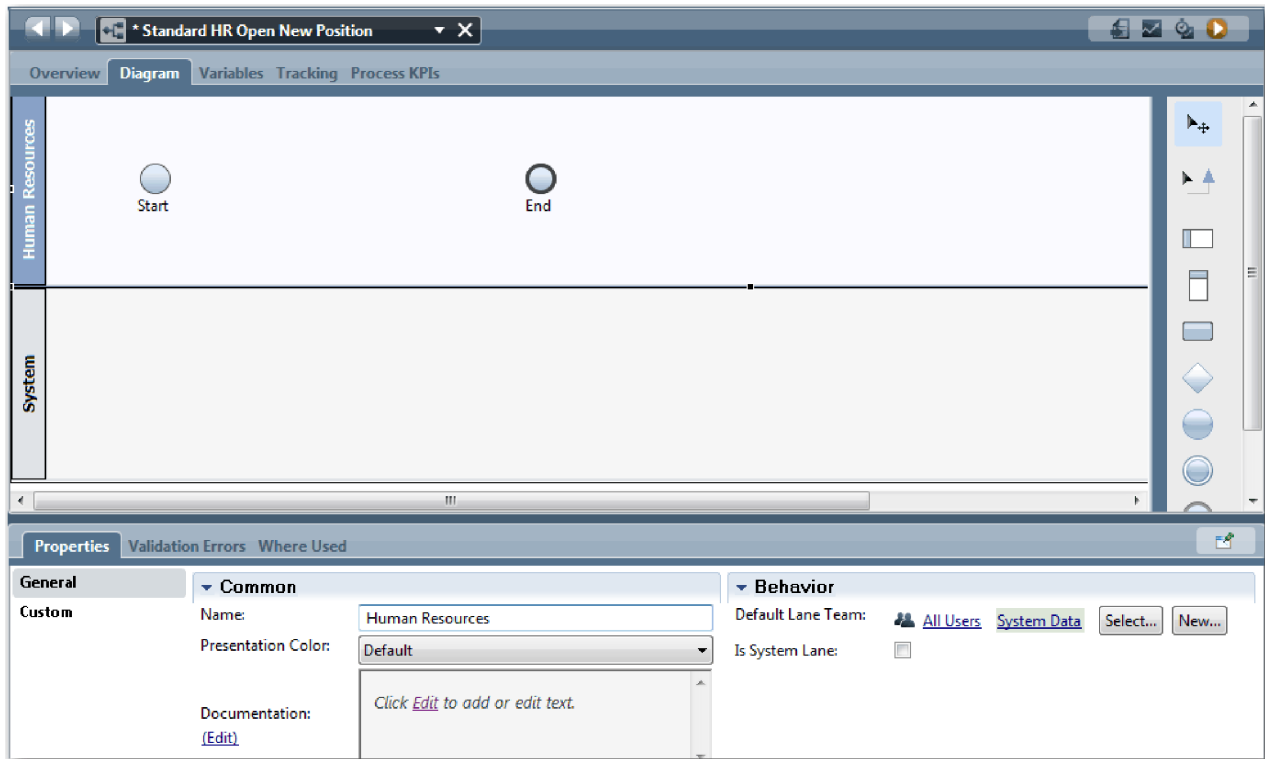 * Standard HR Open New Position
Overview Diagram Variables Tracking Process KPIs
Human Resources
Start End
System
Properties Validation Errors Where Used
General
Custom
Common
Name: Human Resources
Presentation Color: Default
Documentation:
(Edit)
Click Edit to add or edit text.
Behavior
Default Lane Team: All Users System Data Select... New...
Is System Lane: